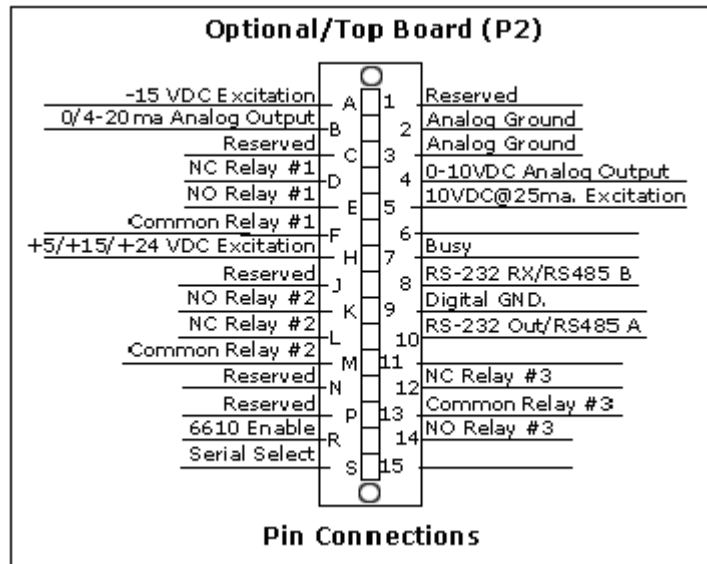 Optional/Top Board (P2)
-15 VDC Excitation A 1 Reserved
0/4-20 ma Analog Output B 2 Analog Ground
Reserved C 3 Analog Ground
NC Relay #1 D 4 0-10VDC Analog Output
NO Relay #1 E 5 10VDC@25ma. Excitation
Common Relay #1 F 6
+5/+15/+24 VDC Excitation H 7 Busy
Reserved J 8 RS-232 RX/RS485 B
NO Relay #2 K 9 Digital GND.
NC Relay #2 L 10 RS-232 Out/RS485 A
Common Relay #2 M 11
Reserved N 12 NC Relay #3
Reserved P 13 Common Relay #3
6610 Enable R 14 NO Relay #3
Serial Select S 15
Pin Connections